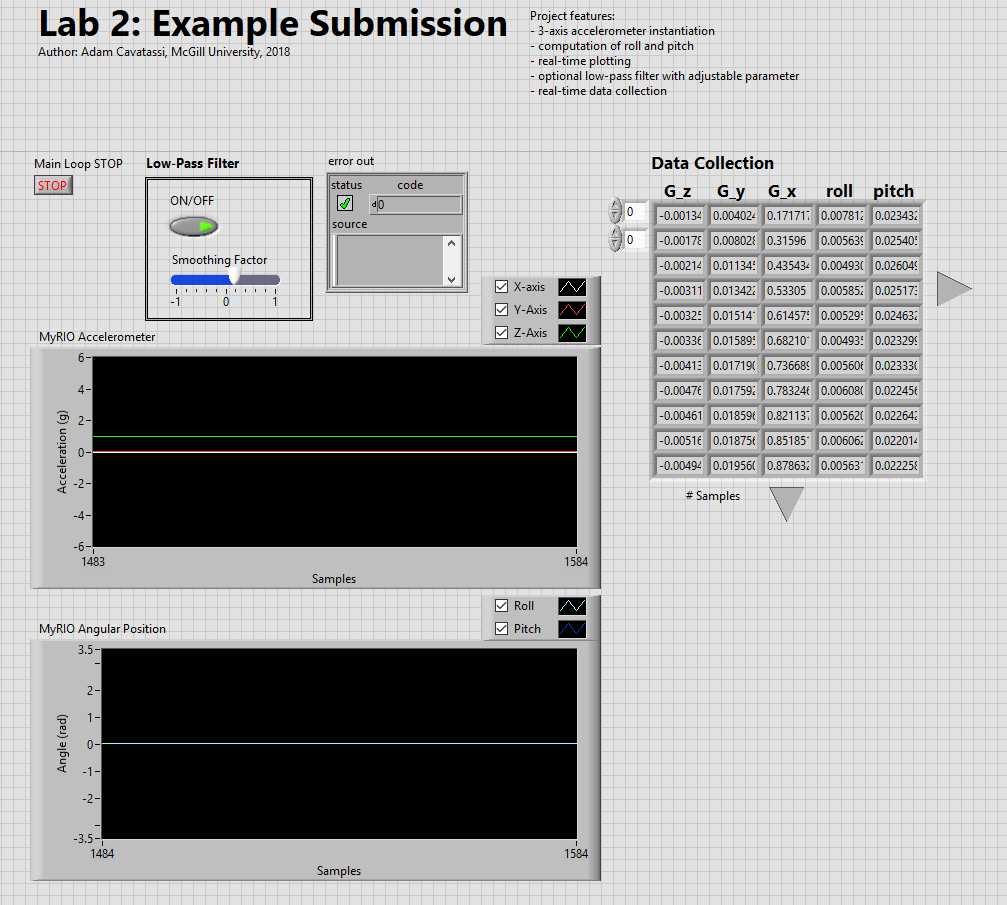 Lab 2: Example Submission
Author: Adam Cavatassi, McGill University, 2018
Project features:
- 3-axis accelerometer instantiation
- computation of roll and pitch
- real-time plotting
- optional low-pass filter with adjustable parameter
- real-time data collection
Main Loop STOP
STOP
Low-Pass Filter
ON/OFF
Smoothing Factor
-1 0 1
error out
status code
d0
source
X-axis
Y-Axis
Z-Axis
MyRIO Accelerometer
Acceleration (g)
6
4
2
0
-2
-4
-6
1483 1584
Samples
Roll
Pitch
MyRIO Angular Position
Angle (rad)
3.5
2
1
0
-1
-2
-3.5
1484 1584
Samples
Data Collection
G_z G_y G_x roll pitch
0
0
-0.00134 0.004024 0.171717 0.007812 0.023432
-0.00178 0.008028 0.31596 0.005639 0.025405
-0.00214 0.011345 0.435434 0.004930 0.026049
-0.00311 0.013422 0.53305 0.005852 0.025173
-0.00325 0.015141 0.614575 0.005295 0.024632
-0.00336 0.015895 0.682101 0.004935 0.023299
-0.00413 0.017190 0.736689 0.005606 0.023330
-0.00476 0.017592 0.783246 0.006080 0.022456
-0.00461 0.018596 0.821137 0.005620 0.022642
-0.00516 0.018756 0.851851 0.006062 0.022014
-0.00494 0.019560 0.878632 0.005631 0.022258
# Samples